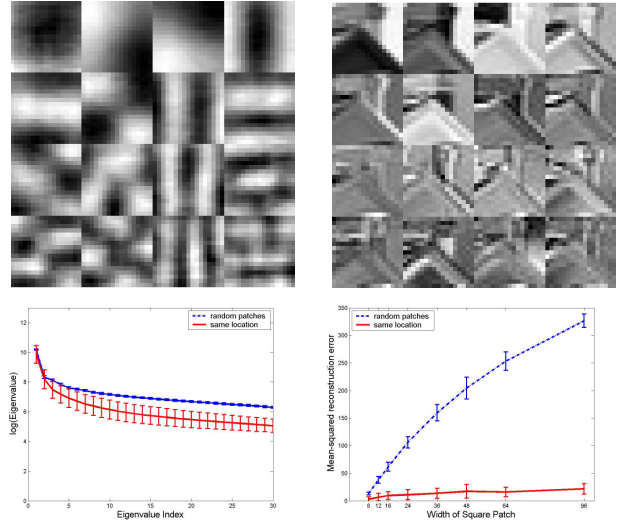 random patches
same location
12
10
8
6
4
2
0
log(Eigenvalue)
0 5 10 15 20 25 30
Eigenvalue Index
random patches
same location
350
300
250
200
150
100
50
0
Mean-squared reconstruction error
8 12 16 24 36 48 64 96
Width of Square Patch